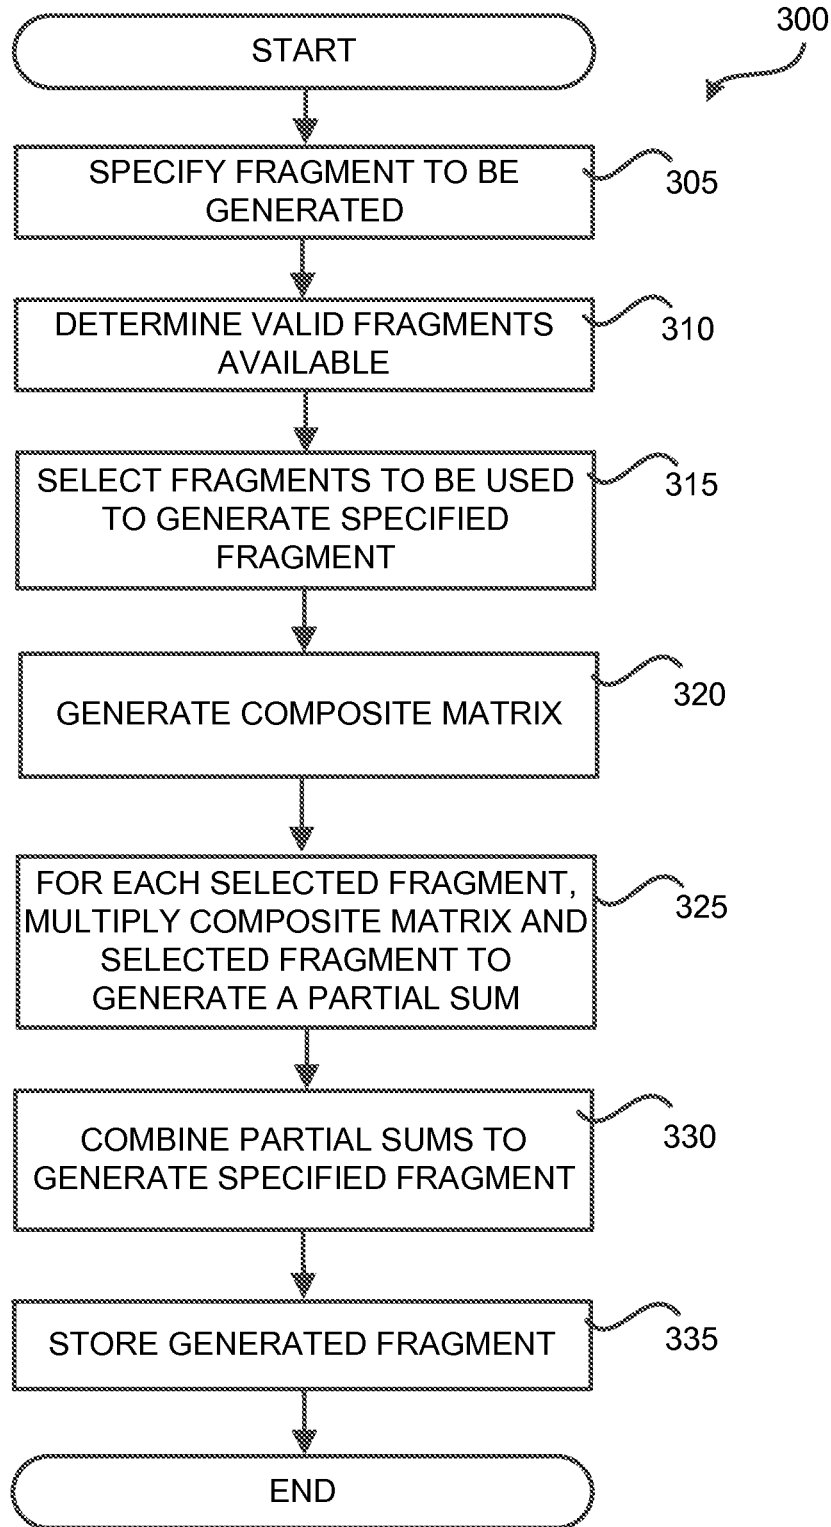 300
START
SPECIFY FRAGMENT TO BE
GENERATED
305
DETERMINE VALID FRAGMENTS
AVAILABLE
310
SELECT FRAGMENTS TO BE USED
TO GENERATE SPECIFIED
FRAGMENT
315
GENERATE COMPOSITE MATRIX
320
FOR EACH SELECTED FRAGMENT,
MULTIPLY COMPOSITE MATRIX AND
SELECTED FRAGMENT TO
GENERATE A PARTIAL SUM
325
COMBINE PARTIAL SUMS TO
GENERATE SPECIFIED FRAGMENT
330
STORE GENERATED FRAGMENT
335
END